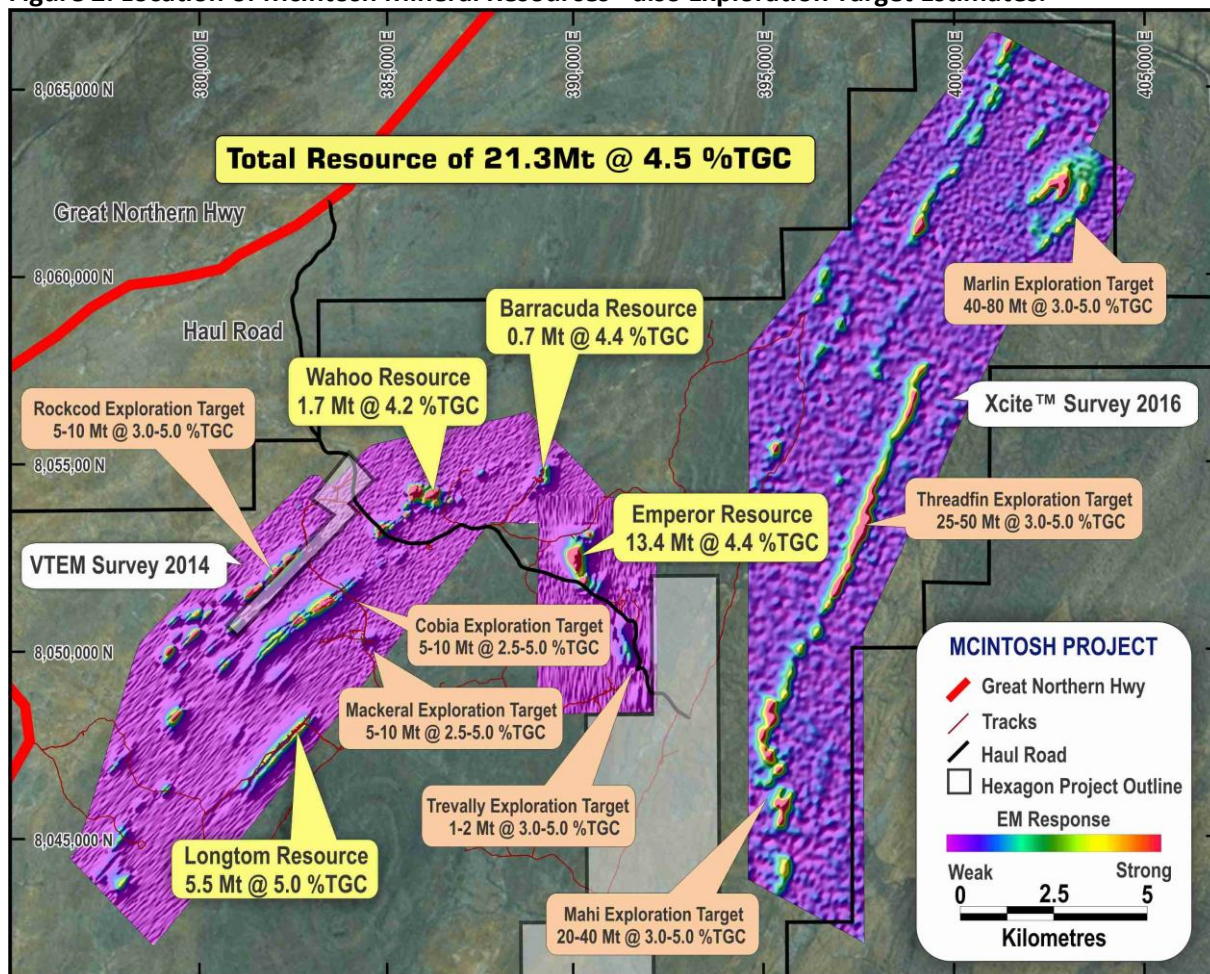 Figure 2: Location of McIntosh Mineral Resources - also Exploration Target Estimates.
380,000 E
385,000 E
390,000 E
395,000 E
400,000 E
405,000 E
8,065,000 N
Total Resource of 21.3Mt @ 4.5 %TGC
Great Northern Hwy
8,060,000 N
Marlin Exploration Target
40-80 Mt @ 3.0-5.0 %TGC
Haul Road
Barracuda Resource
0.7 Mt @ 4.4 %TGC
Wahoo Resource
1.7 Mt @ 4.2 %TGC
Rockcod Exploration Target
5-10 Mt @ 3.0-5.0 %TGC
Xcite™ Survey 2016
8,055,00 N
Threadfin Exploration Target
25-50 Mt @ 3.0-5.0 %TGC
Emperor Resource
13.4 Mt @ 4.4 %TGC
VTEM Survey 2014
Cobia Exploration Target
5-10 Mt @ 2.5-5.0 %TGC
8,050,000 N
Mackeral Exploration Target
5-10 Mt @ 2.5-5.0 %TGC
Trevally Exploration Target
1-2 Mt @ 3.0-5.0 %TGC
8,045,000 N
Longtom Resource
5.5 Mt @ 5.0 %TGC
Mahi Exploration Target
20-40 Mt @ 3.0-5.0 %TGC
MCINTOSH PROJECT
Great Northern Hwy
Tracks
Haul Road
Hexagon Project Outline
EM Response
Weak
Strong
0
2.5
5
Kilometres